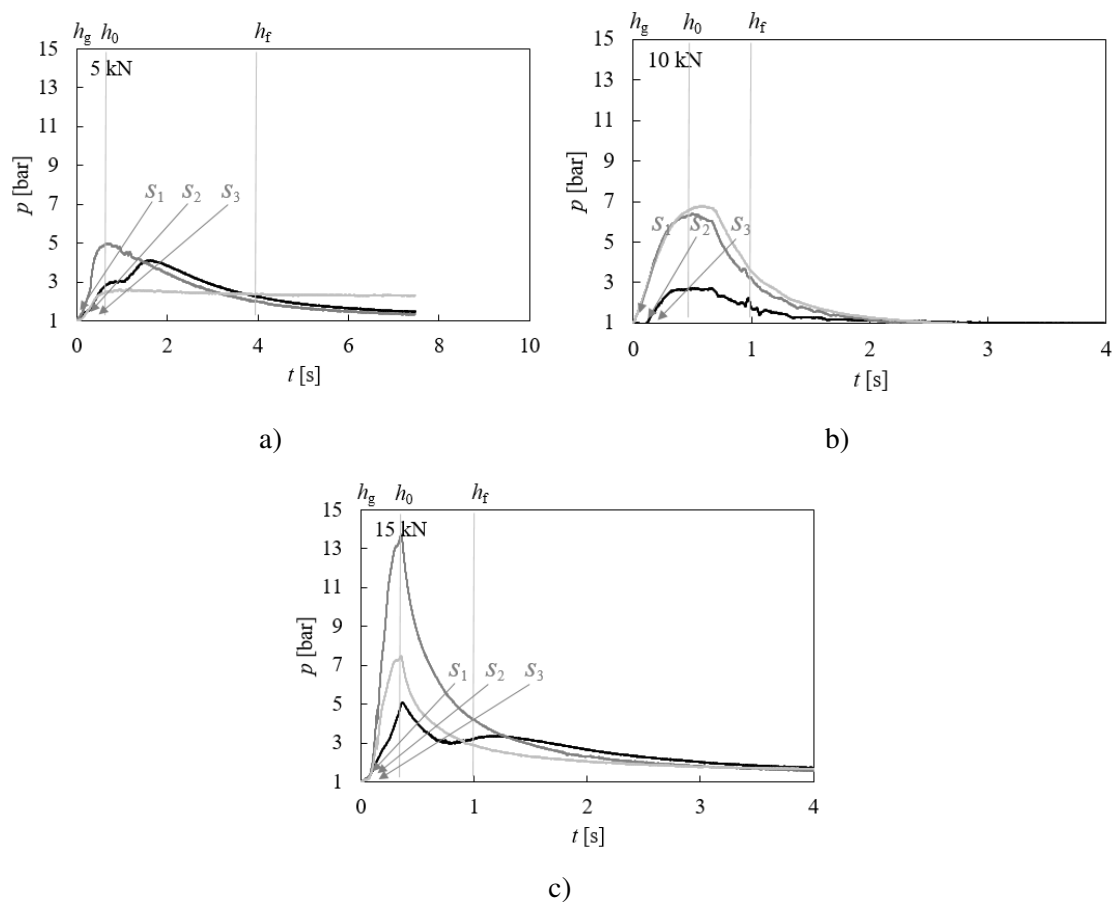 hg h0 hf
15
5 kN
13
11
9
p [bar]
7
s1 s2 s3
5
3
1
0 2 4 6 8 10
t [s]
a)
hg h0 hf
15
10 kN
13
11
9
p [bar]
7
s1 s2 s3
5
3
1
0 1 2 3 4
t [s]
b)
hg h0 hf
15
15 kN
13
11
9
p [bar]
7
s1 s2 s3
5
3
1
0 1 2 3 4
t [s]
c)